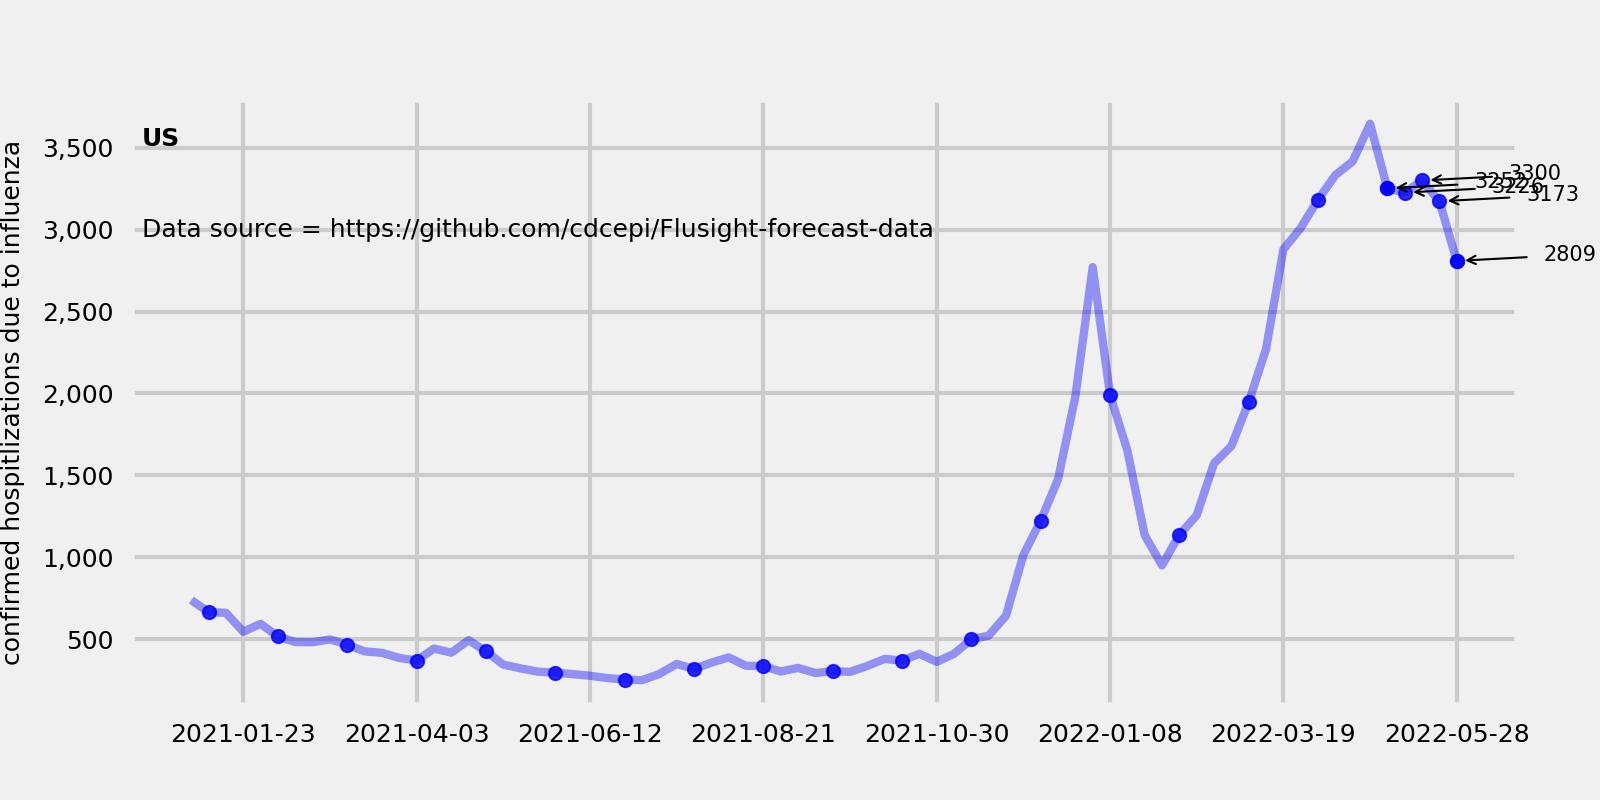 US
Data source = https://github.com/cdcepi/Flusight-forecast-data
confirmed hospitlizations due to influenza
3,500
3,000
2,500
2,000
1,500
1,000
500
3300
3226
3173
2809
2021-01-23 2021-04-03 2021-06-12 2021-08-21 2021-10-30 2022-01-08 2022-03-19 2022-05-28